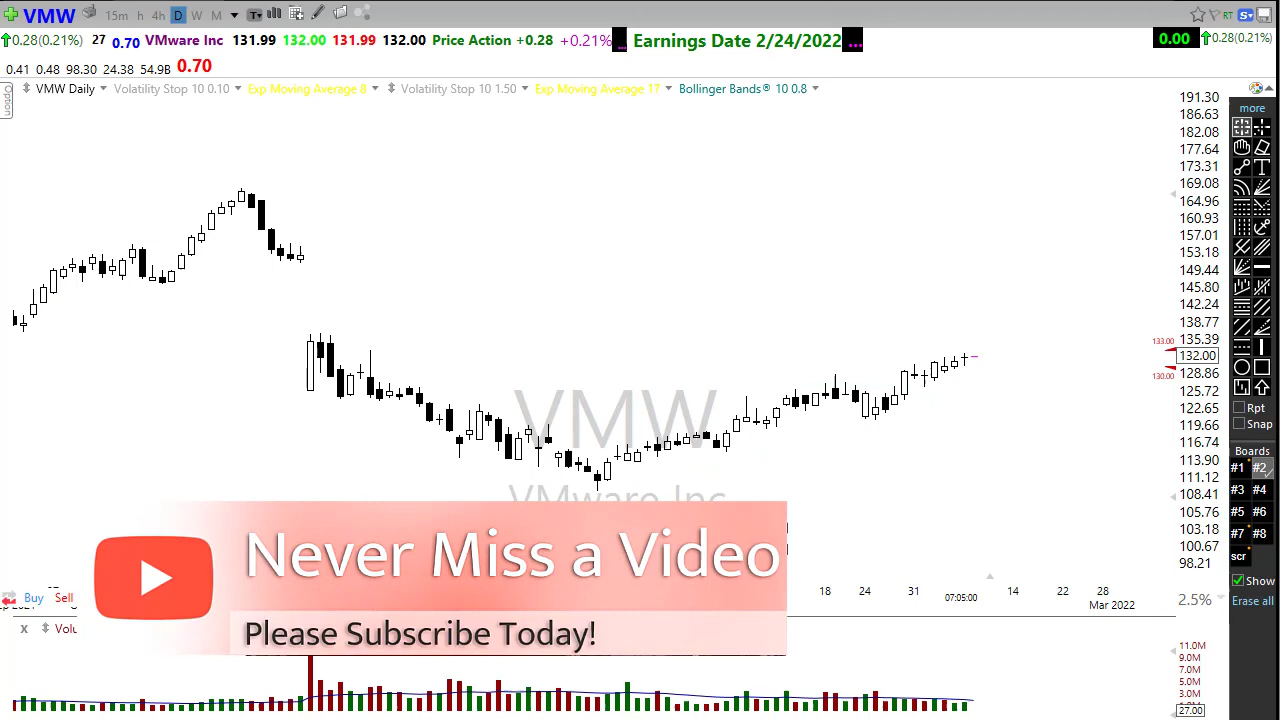 VMW 15m h 4h D W M T RT S
0.28(0.21%) 27 0.70 VMware Inc 131.99 132.00 131.99 132.00 Price Action +0.28 +0.21% ... Earnings Date 2/24/2022 ... 0.00 0.28(0.21%)
0.41 0.48 98.30 24.38 54.9B 0.70
Option VMW Daily Volatility Stop 10 0.10 Exp Moving Average 8 Volatility Stop 10 1.50 Exp Moving Average 17 Bollinger Bands® 10 0.8
191.30
186.63
182.08
177.64
173.31
169.08
164.96
160.93
157.01
153.18
149.44
145.80
142.24
138.77
135.39
133.00
132.00
130.00
128.86
125.72
122.65
119.66
116.74
113.90
111.12
108.41
105.76
103.18
100.67
98.21
more
Rpt
Snap
Boards
#1 #2
#3 #4
#5 #6
#7 #8
scr
Show
Erase all
VMW
VMware Inc
Never Miss a Video
Please Subscribe Today!
Buy Sell
18 24 31 07:05:00 14 22 28
Mar 2022
2.5%
x Volu
11.0M
9.0M
7.0M
5.0M
3.0M
27.00